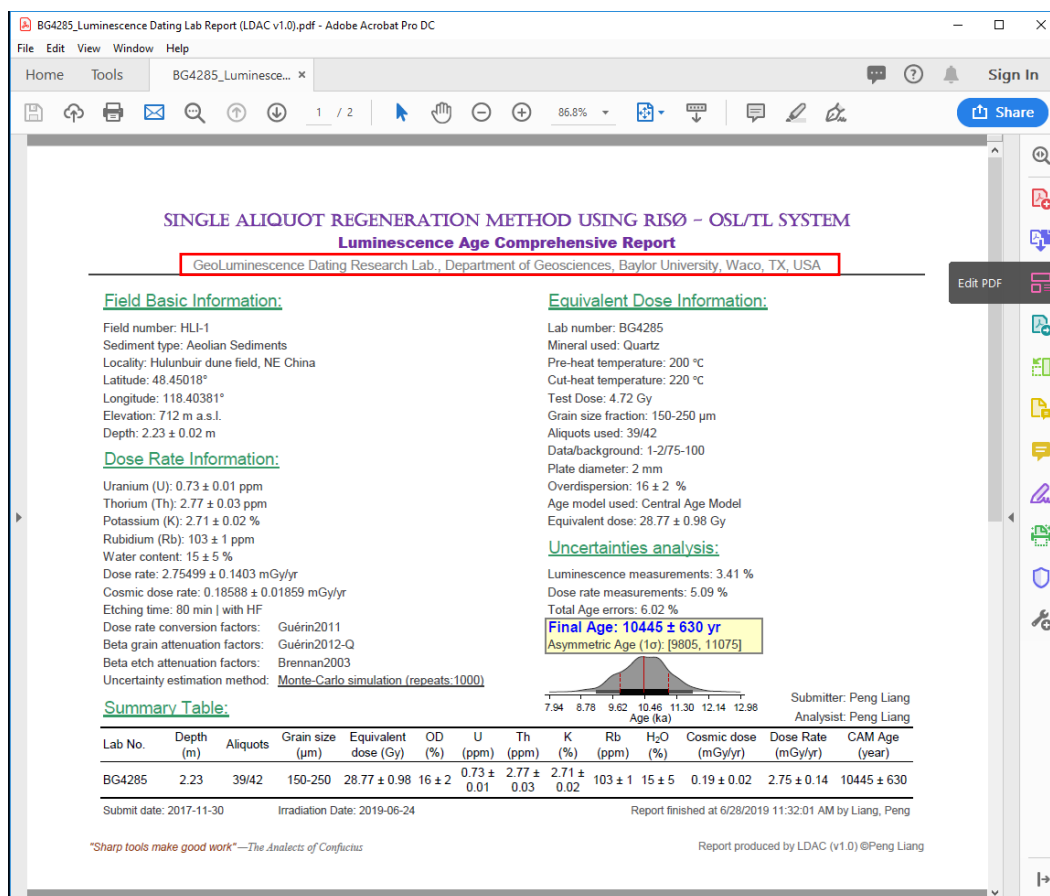 BG4285_Luminescence Dating Lab Report (LDAC v1.0).pdf - Adobe Acrobat Pro DC
File Edit View Window Help
Home Tools BG4285_Luminesce... × Sign In
1 / 2 86.8% Share
SINGLE ALIQUOT REGENERATION METHOD USING RISØ - OSL/TL SYSTEM
Luminescence Age Comprehensive Report
GeoLuminescence Dating Research Lab., Department of Geosciences, Baylor University, Waco, TX, USA
Edit PDF
Field Basic Information:
Field number: HLI-1
Sediment type: Aeolian Sediments
Locality: Hulunbuir dune field, NE China
Latitude: 48.45018°
Longitude: 118.40381°
Elevation: 712 m a.s.l.
Depth: 2.23 ± 0.02 m
Dose Rate Information:
Uranium (U): 0.73 ± 0.01 ppm
Thorium (Th): 2.77 ± 0.03 ppm
Potassium (K): 2.71 ± 0.02 %
Rubidium (Rb): 103 ± 1 ppm
Water content: 15 ± 5 %
Dose rate: 2.75499 ± 0.1403 mGy/yr
Cosmic dose rate: 0.18588 ± 0.01859 mGy/yr
Etching time: 80 min | with HF
Dose rate conversion factors: Guérin2011
Beta grain attenuation factors: Guérin2012-Q
Beta etch attenuation factors: Brennan2003
Uncertainty estimation method: Monte-Carlo simulation (repeats:1000)
Equivalent Dose Information:
Lab number: BG4285
Mineral used: Quartz
Pre-heat temperature: 200 °C
Cut-heat temperature: 220 °C
Test Dose: 4.72 Gy
Grain size fraction: 150-250 µm
Aliquots used: 39/42
Data/background: 1-2/75-100
Plate diameter: 2 mm
Overdispersion: 16 ± 2 %
Age model used: Central Age Model
Equivalent dose: 28.77 ± 0.98 Gy
Uncertainties analysis:
Luminescence measurements: 3.41 %
Dose rate measurements: 5.09 %
Total Age errors: 6.02 %
Final Age: 10445 ± 630 yr
Asymmetric Age (1σ): [9805, 11075]
7.94 8.78 9.62 10.46 11.30 12.14 12.98
Age (ka)
Submitter: Peng Liang
Analysist: Peng Liang
Summary Table:
Lab No. Depth (m) Aliquots Grain size (µm) Equivalent dose (Gy) OD (%) U (ppm) Th (ppm) K (%) Rb (ppm) H₂O (%) Cosmic dose (mGy/yr) Dose Rate (mGy/yr) CAM Age (year)
BG4285 2.23 39/42 150-250 28.77 ± 0.98 16 ± 2 0.73 ± 0.01 2.77 ± 0.03 2.71 ± 0.02 103 ± 1 15 ± 5 0.19 ± 0.02 2.75 ± 0.14 10445 ± 630
Submit date: 2017-11-30 Irradiation Date: 2019-06-24 Report finished at 6/28/2019 11:32:01 AM by Liang, Peng
"Sharp tools make good work"—The Analects of Confucius Report produced by LDAC (v1.0) ©Peng Liang